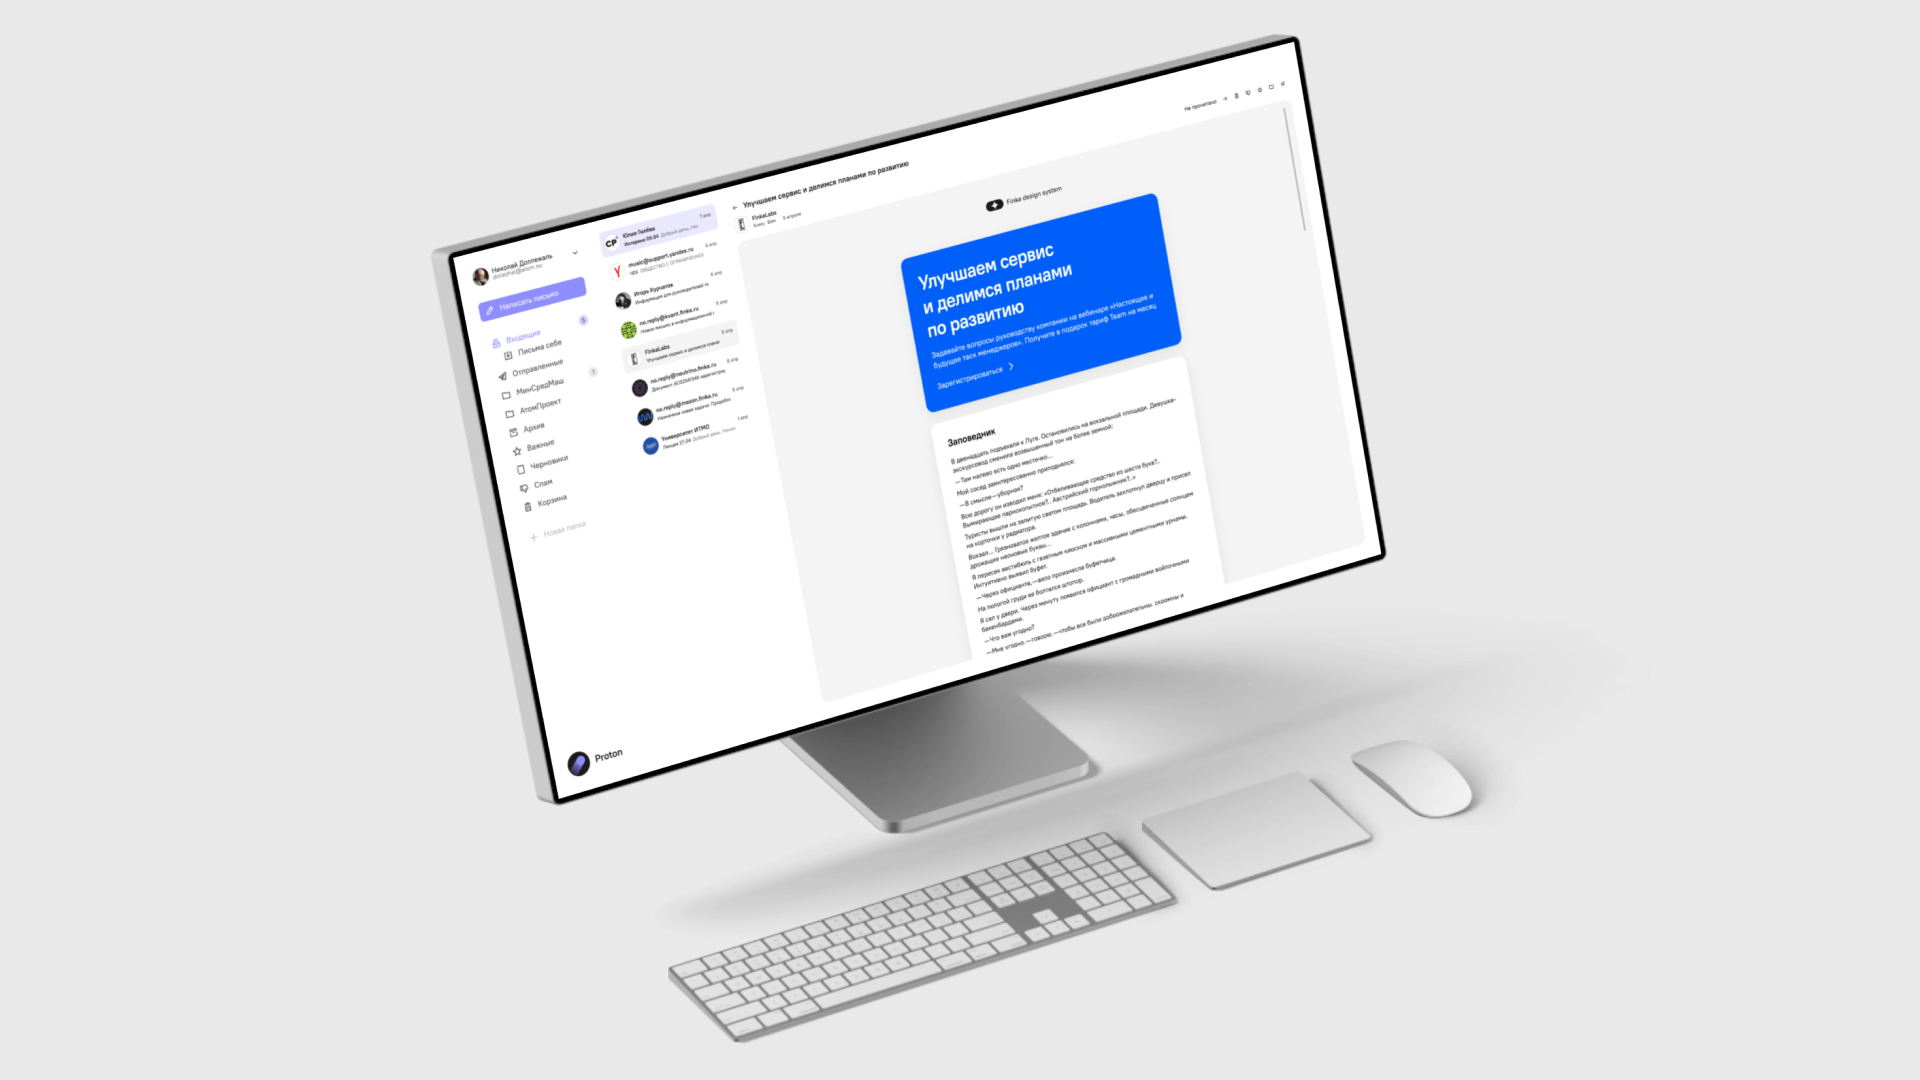 Николай Доллежаль
dollezhal@atom.su
Написать письмо
Входящие 5
Письма себе
Отправленные
МинСредМаш 1
АтомПроект
Архив
Важные
Черновики
Спам
Корзина
Новая папка
Proton
СР
Юлия Гилёва 7 апр
Интервью 09.04 Добрый день, Ник
music@support.yandex.ru 6 апр
ЧЕК ОБЩЕСТВО С ОГРАНИЧЕННОЙ
Игорь Курчатов 6 апр
Информация для руководителей
no.reply@kvant.finka.ru 6 апр
Новое письмо в информационной
FinkaLabs 6 апр
Улучшаем сервис и делимся плана
no.reply@neutrino.finka.ru 6 апр
Документ зарегистрир
no.reply@mezon.finka.ru 6 апр
Назначена новая задача: Проработ
Университет ИТМО 1 апр
Лекция 27.04 Добрый день, Никол
Улучшаем сервис и делимся планами по развитию
FinkaLabs
Кому: Вам 6 апреля
Не прочитано
Finka design system
Улучшаем сервис
и делимся планами
по развитию
Задавайте вопросы руководству компании на вебинаре «Настоящее и
будущее таск менеджеров». Получите в подарок тариф Team на месяц
Зарегистрироваться
Заповедник
В двенадцать подъехали к Луге. Остановились на вокзальной площади. Девушка-
экскурсовод сменила возвышенный тон на более земной:
—Там налево есть одно местечко...
Мой сосед заинтересованно приподнялся:
—В смысле—уборная?
Всю дорогу он изводил меня: «Отбеливающее средство из шести букв?..
Вымирающее парнокопытное?.. Австрийский горнолыжник?..»
Туристы вышли на залитую светом площадь. Водитель захлопнул дверцу и присел
на корточки у радиатора.
Вокзал... Грязноватое желтое здание с колоннами, часы, обесцвеченные солнцем
дрожащие неоновые буквы...
Я пересек вестибюль с газетным киоском и массивными цементными урнами.
Интуитивно выявил буфет.
—Через официанта,—вяло произнесла буфетчица.
На пологой груди ее болтался штопор.
Я сел у двери. Через минуту появился официант с громадными войлочными
бакенбардами.
—Что вам угодно?
—Мне угодно,—говорю,—чтобы все были доброжелательны, скромны и